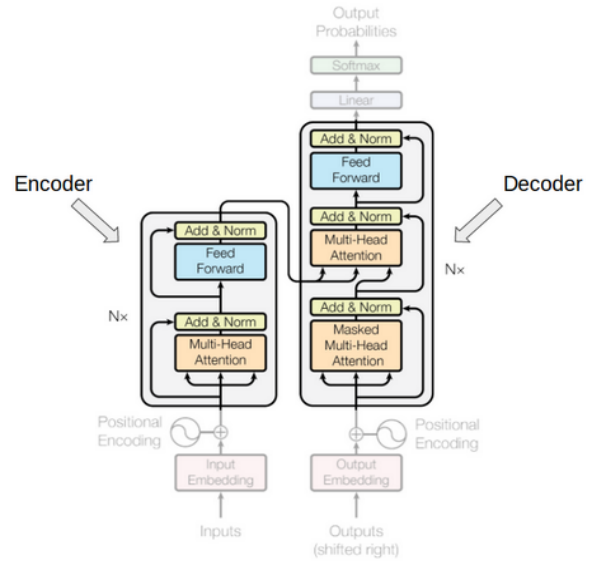 Output
Probabilities
Softmax
Linear
Add & Norm
Feed
Forward
Add & Norm
Multi-Head
Attention
Add & Norm
Masked
Multi-Head
Attention
Decoder
Nx
Encoder
Add & Norm
Feed
Forward
Add & Norm
Multi-Head
Attention
Nx
Positional
Encoding
Input
Embedding
Inputs
Positional
Encoding
Output
Embedding
Outputs
(shifted right)